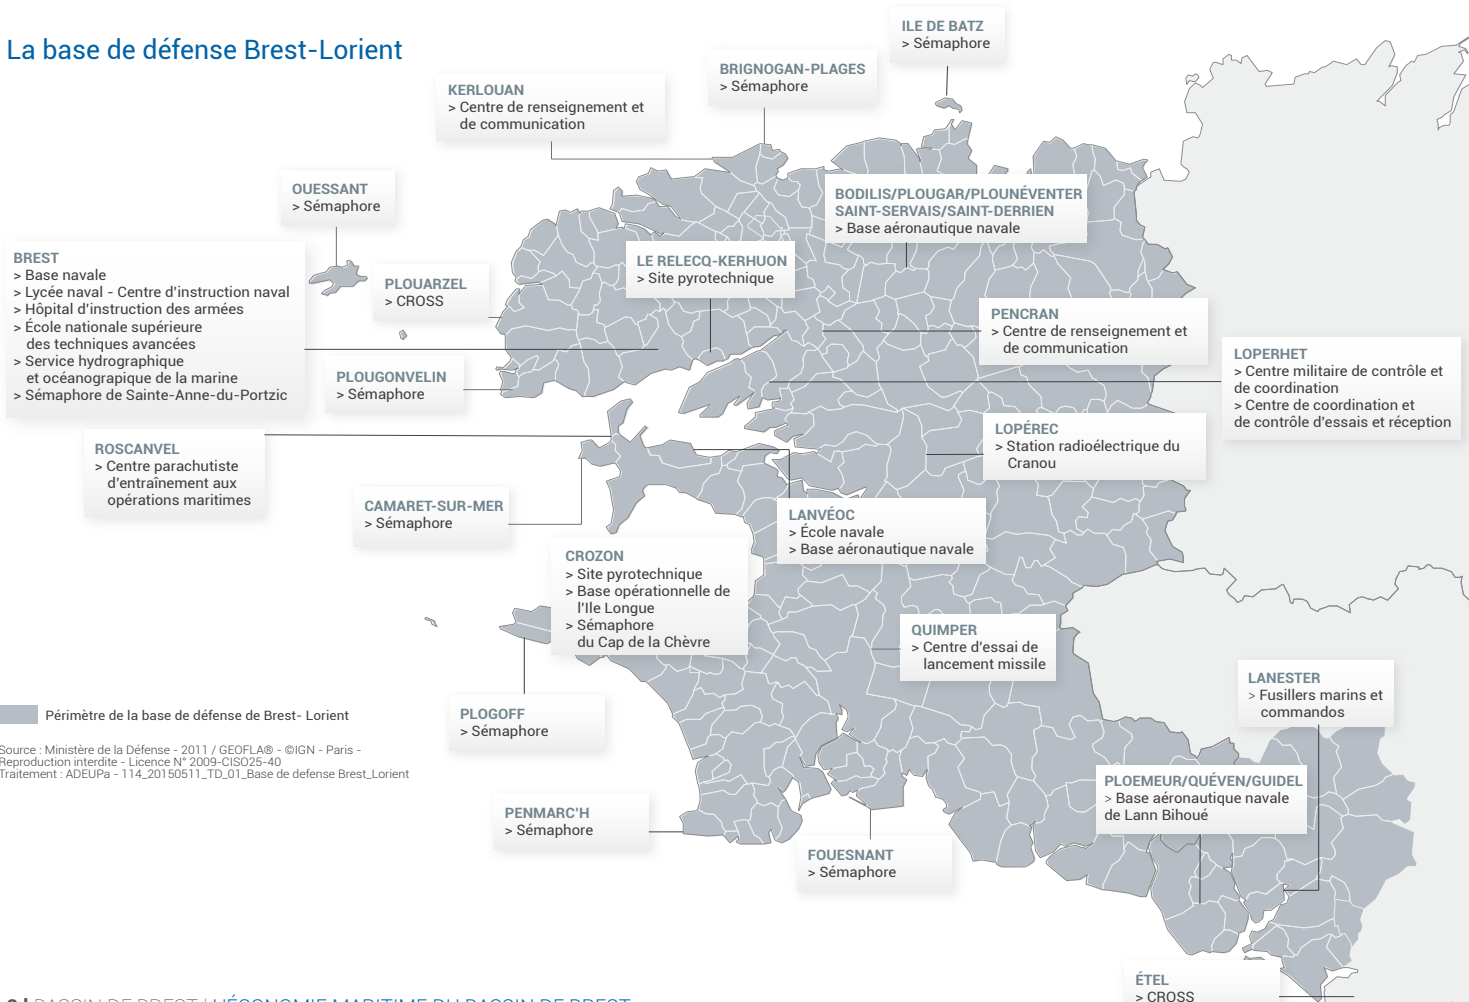 La base de défense Brest-Lorient
ILE DE BATZ
> Sémaphore
BRIGNOGAN-PLAGES
> Sémaphore
KERLOUAN
> Centre de renseignement et
de communication
OUESSANT
> Sémaphore
BODILIS/PLOUGAR/PLOUNÉVENTER
SAINT-SERVAIS/SAINT-DERRIEN
> Base aéronautique navale
BREST
> Base navale
> Lycée naval - Centre d'instruction naval
> Hôpital d'instruction des armées
> École nationale supérieure
des techniques avancées
> Service hydrographique
et océanograpique de la marine
> Sémaphore de Sainte-Anne-du-Portzic
PLOUARZEL
> CROSS
LE RELECQ-KERHUON
> Site pyrotechnique
PENCRAN
> Centre de renseignement et
de communication
LOPERHET
> Centre militaire de contrôle et
de coordination
> Centre de coordination et
de contrôle d'essais et réception
PLOUGONVELIN
> Sémaphore
ROSCANVEL
> Centre parachutiste
d'entraînement aux
opérations maritimes
LOPÉREC
> Station radioélectrique du
Cranou
CAMARET-SUR-MER
> Sémaphore
LANVÉOC
> École navale
> Base aéronautique navale
CROZON
> Site pyrotechnique
> Base opérationnelle de
l'Ile Longue
> Sémaphore
du Cap de la Chèvre
QUIMPER
> Centre d'essai de
lancement missile
LANESTER
> Fusillers marins et
commandos
PLOGOFF
> Sémaphore
Périmètre de la base de défense de Brest- Lorient
Source : Ministère de la Défense - 2011 / GEOFLA® - ©IGN - Paris -
Reproduction interdite - Licence N° 2009-CISO25-40
Traitement : ADEUPa - 114_20150511_TD_01_Base de defense Brest_Lorient
PLOEMEUR/QUÉVEN/GUIDEL
> Base aéronautique navale
de Lann Bihoué
PENMARC'H
> Sémaphore
FOUESNANT
> Sémaphore
ÉTEL
> CROSS
BASSIN DE BREST | L'ÉCONOMIE MARITIME DU BASSIN DE BREST